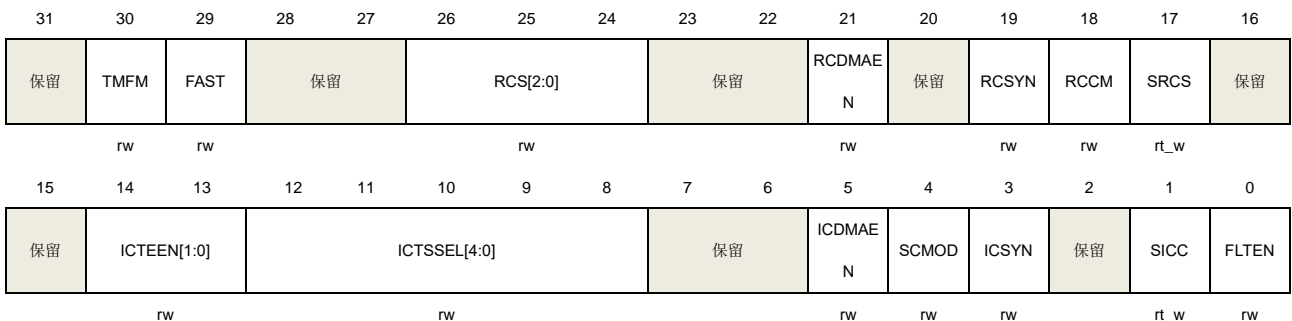 31 30 29 28 27 26 25 24 23 22 21 20 19 18 17 16
保留 TMFM FAST 保留 RCS[2:0] 保留 RCDMAE
N 保留 RCSYN RCCM SRCS 保留
rw rw rw rw rw rw rt_w
15 14 13 12 11 10 9 8 7 6 5 4 3 2 1 0
保留 ICTEEN[1:0] ICTSSEL[4:0] 保留 ICDMAE
N SCMOD ICSYN 保留 SICC FLTEN
rw rw rw rw rw rt_w rw